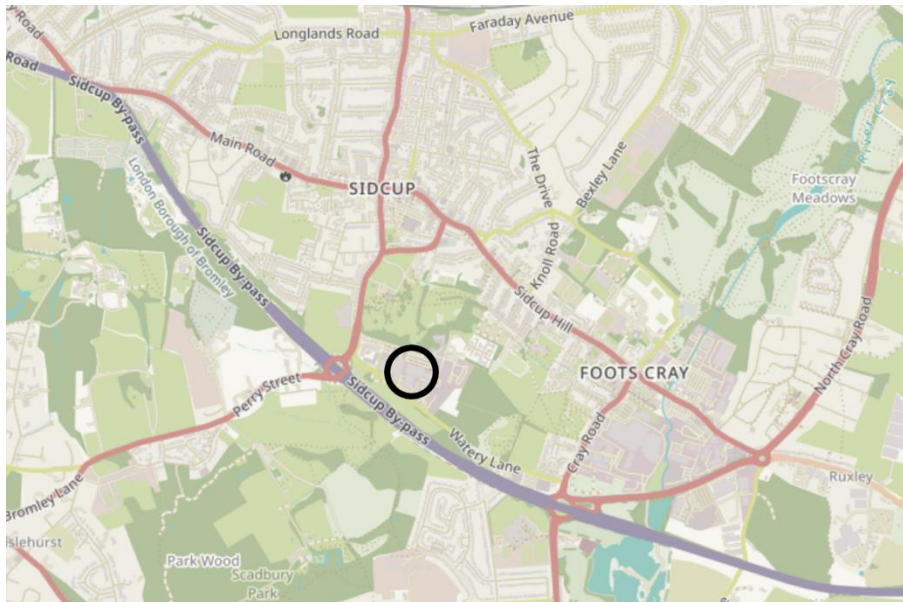 Faraday Avenue
Longlands Road
Road
Road
Sidcup By-pass
Main Road
London Borough of Bromley
SIDCUP
The Drive
Bexley Lane
River Cray
Footscray
Meadows
Sidcup By-pass
Knoll Road
Sidcup Hill
North Cray Road
FOOTS CRAY
Perry Street
Sidcup By-pass
Watery Lane
Cray Road
Ruxley
Bromley Lane
Park Wood
Scadbury
Park